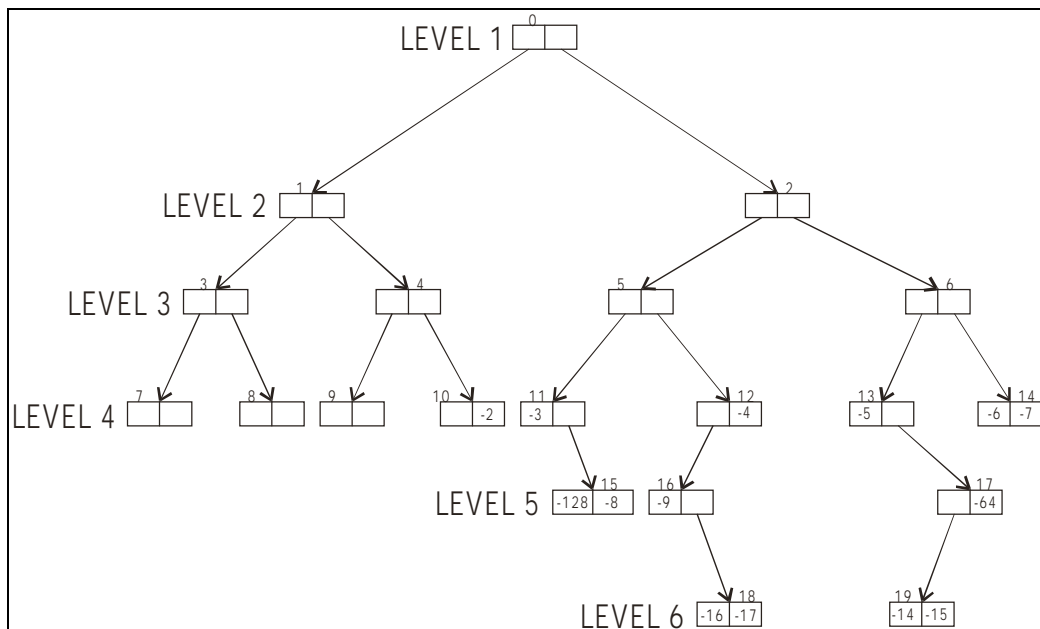 0
LEVEL 1
1 2
LEVEL 2
3 4 5 6
LEVEL 3
7 8 9 10 11 12 13 14
LEVEL 4 -2 -3 -4 -5 -6 -7
15 16 17
LEVEL 5 -128 -8 -9 -64
18 19
LEVEL 6 -16 -17 -14 -15